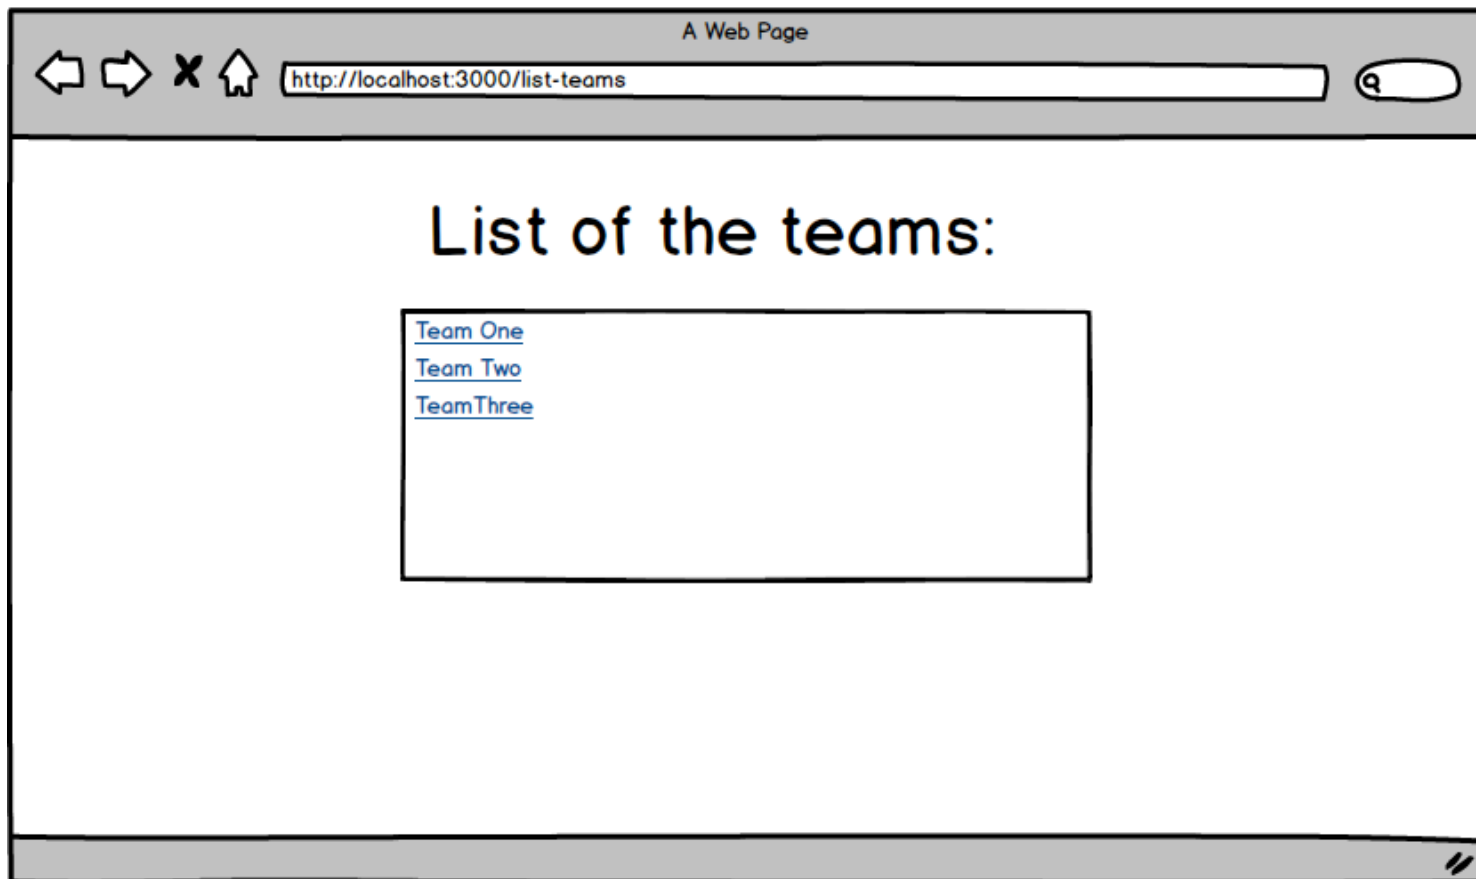 A Web Page
http://localhost:3000/list-teams
List of the teams:
Team One
Team Two
TeamThree